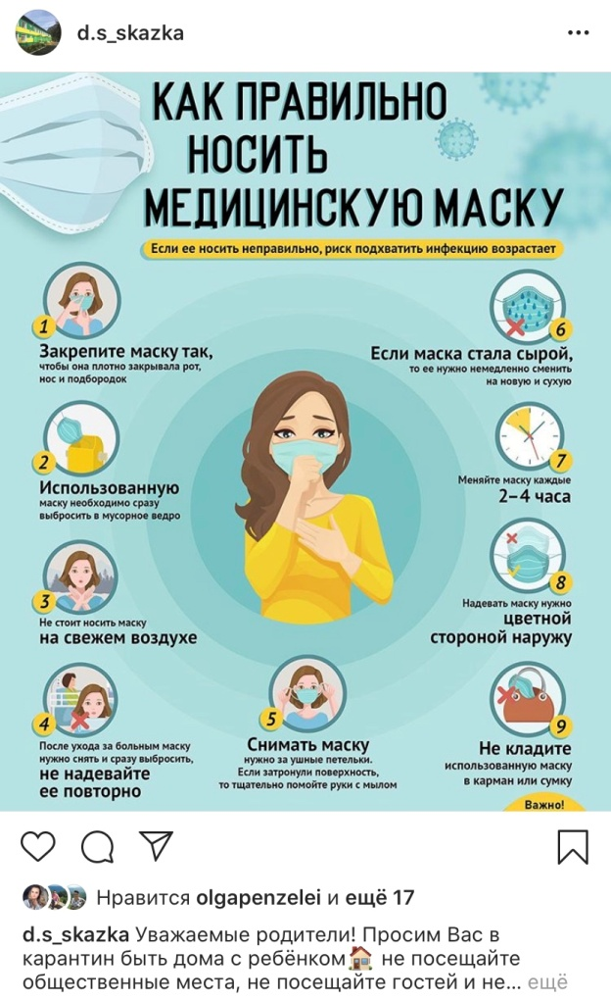 d.s_skazka
КАК ПРАВИЛЬНО
НОСИТЬ
МЕДИЦИНСКУЮ МАСКУ
Если ее носить неправильно, риск подхватить инфекцию возрастает
1
Закрепите маску так,
чтобы она плотно закрывала рот,
нос и подбородок
2
Использованную
маску необходимо сразу
выбросить в мусорное ведро
3
Не стоит носить маску
на свежем воздухе
4
После ухода за больным маску
нужно снять и сразу выбросить,
не надевайте
ее повторно
5
Снимать маску
нужно за ушные петельки.
Если затронули поверхность,
то тщательно помойте руки с мылом
6
Если маска стала сырой,
то ее нужно немедленно сменить
на новую и сухую
7
Меняйте маску каждые
2–4 часа
8
Надевать маску нужно
цветной
стороной наружу
9
Не кладите
использованную маску
в карман или сумку
Важно!
Нравится olgapenzelei и ещё 17
d.s_skazka Уважаемые родители! Просим Вас в
карантин быть дома с ребёнком🏠 не посещайте
общественные места, не посещайте гостей и не... ещё